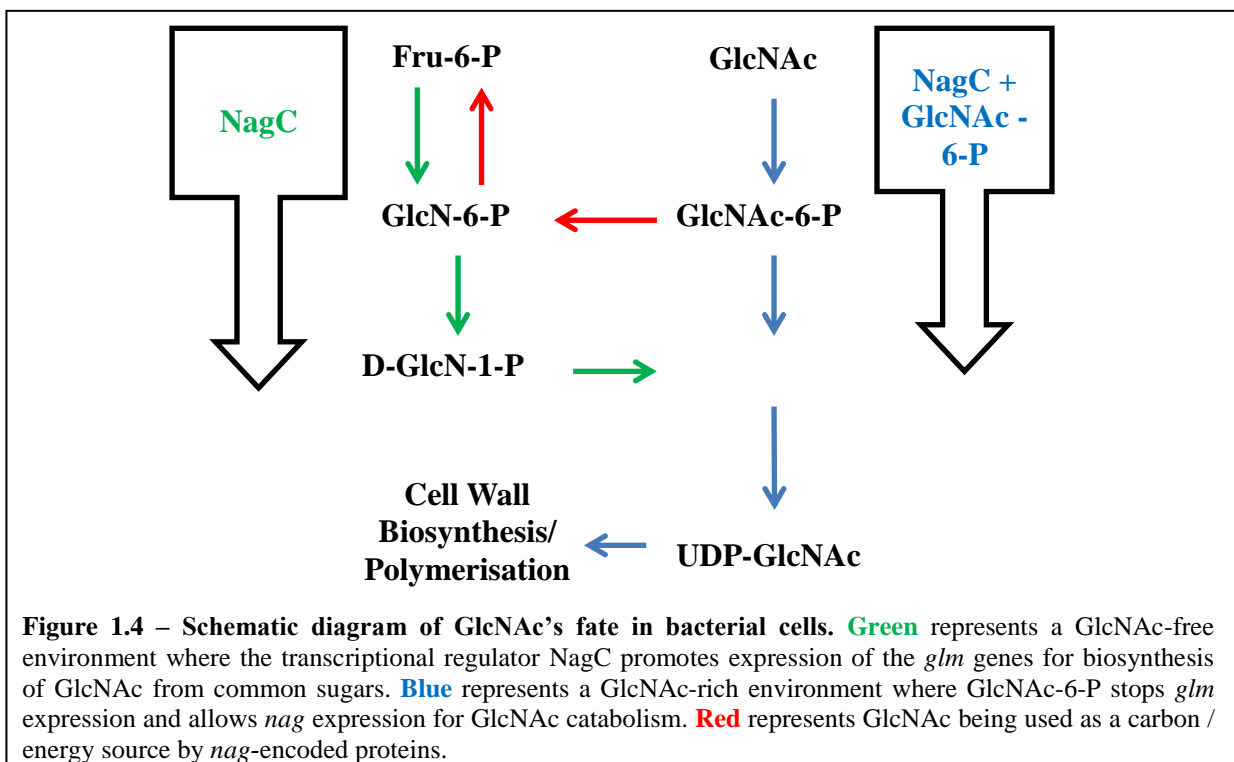 Fru-6-P
GlcNAc
NagC
NagC +
GlcNAc -
6-P
GlcN-6-P
GlcNAc-6-P
D-GlcN-1-P
Cell Wall
Biosynthesis/
Polymerisation
UDP-GlcNAc
Figure 1.4 – Schematic diagram of GlcNAc’s fate in bacterial cells. Green represents a GlcNAc-free
environment where the transcriptional regulator NagC promotes expression of the glm genes for biosynthesis
of GlcNAc from common sugars. Blue represents a GlcNAc-rich environment where GlcNAc-6-P stops glm
expression and allows nag expression for GlcNAc catabolism. Red represents GlcNAc being used as a carbon /
energy source by nag-encoded proteins.